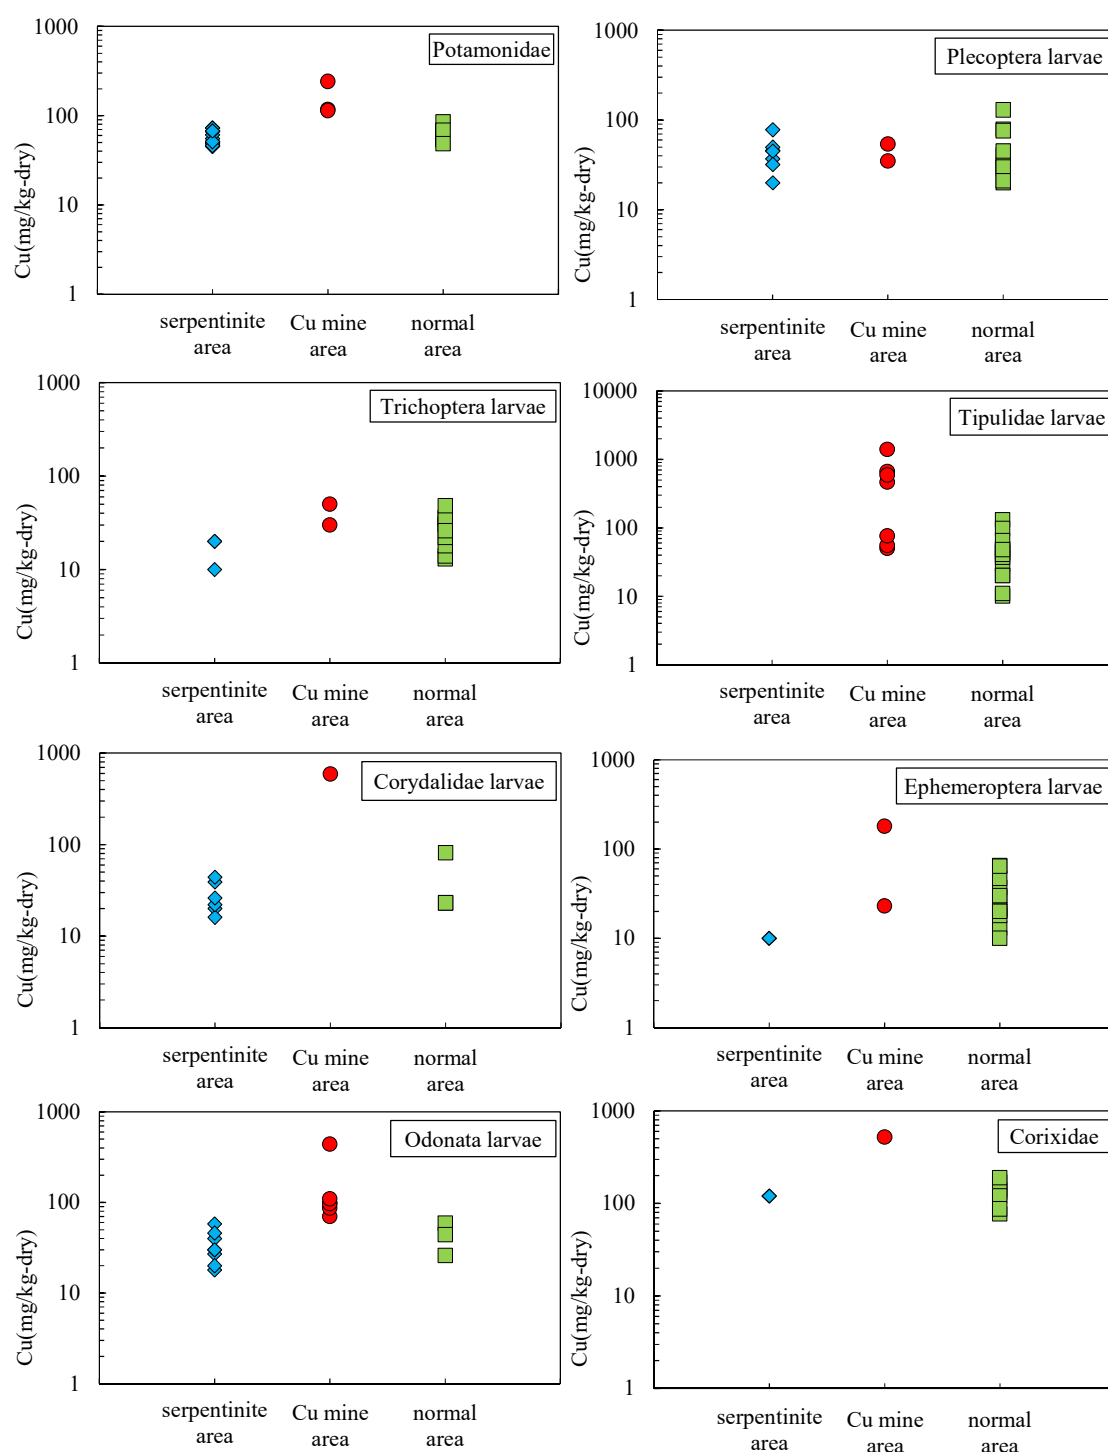 Potamonidae
1000
100
10
1
Cu(mg/kg-dry)
serpentinite
area
Cu mine
area
normal
area
Plecoptera larvae
1000
100
10
1
Cu(mg/kg-dry)
serpentinite
area
Cu mine
area
normal
area
Trichoptera larvae
1000
100
10
1
Cu(mg/kg-dry)
serpentinite
area
Cu mine
area
normal
area
Tipulidae larvae
10000
1000
100
10
1
Cu(mg/kg-dry)
serpentinite
area
Cu mine
area
normal
area
Corydalidae larvae
1000
100
10
1
Cu(mg/kg-dry)
serpentinite
area
Cu mine
area
normal
area
Ephemeroptera larvae
1000
100
10
1
Cu(mg/kg-dry)
serpentinite
area
Cu mine
area
normal
area
Odonata larvae
1000
100
10
1
Cu(mg/kg-dry)
serpentinite
area
Cu mine
area
normal
area
Corixidae
1000
100
10
1
Cu(mg/kg-dry)
serpentinite
area
Cu mine
area
normal
area